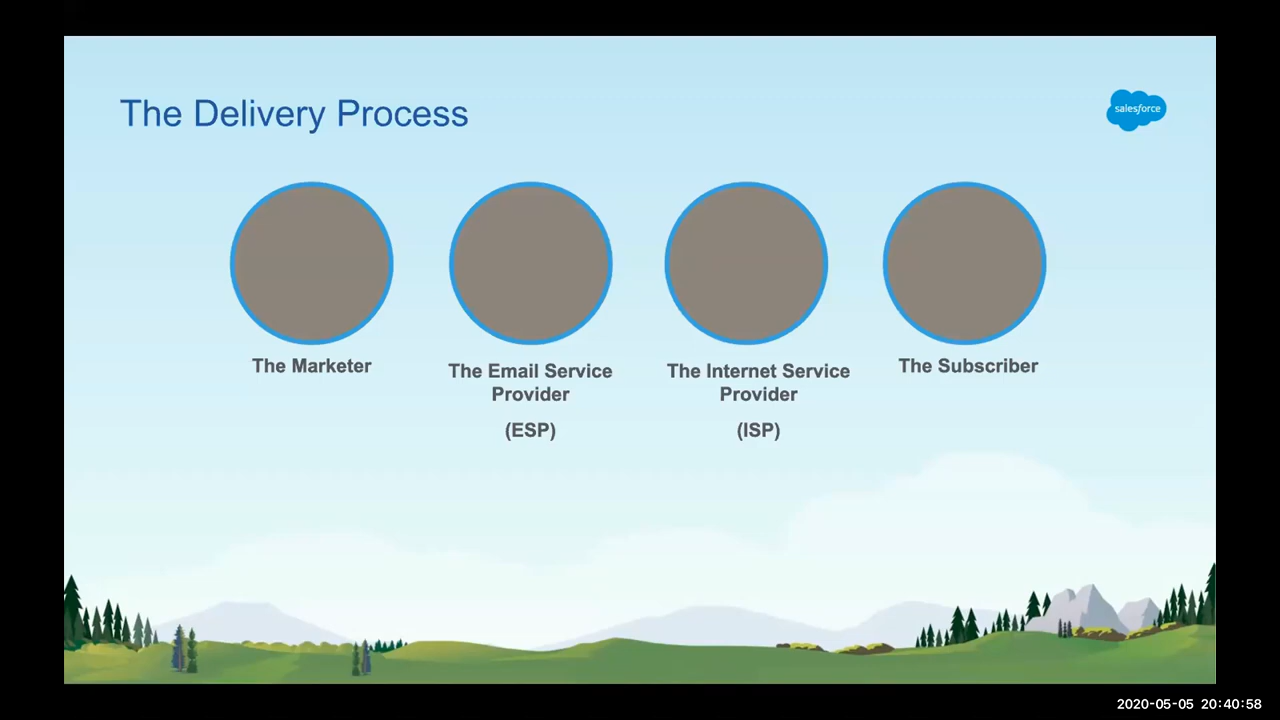 The Delivery Process
salesforce
The Marketer
The Email Service
Provider
(ESP)
The Internet Service
Provider
(ISP)
The Subscriber
2020-05-05 20:40:58